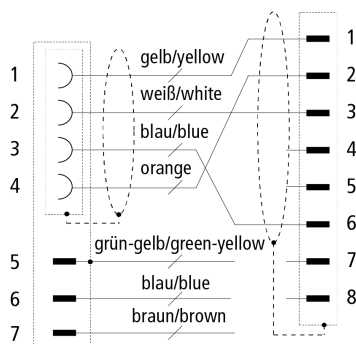 1
gelb/yellow
1
2
weiß/white
2
3
blau/blue
3
4
orange
4
5
6
5
grün-gelb/green-yellow
7
6
blau/blue
8
7
braun/brown